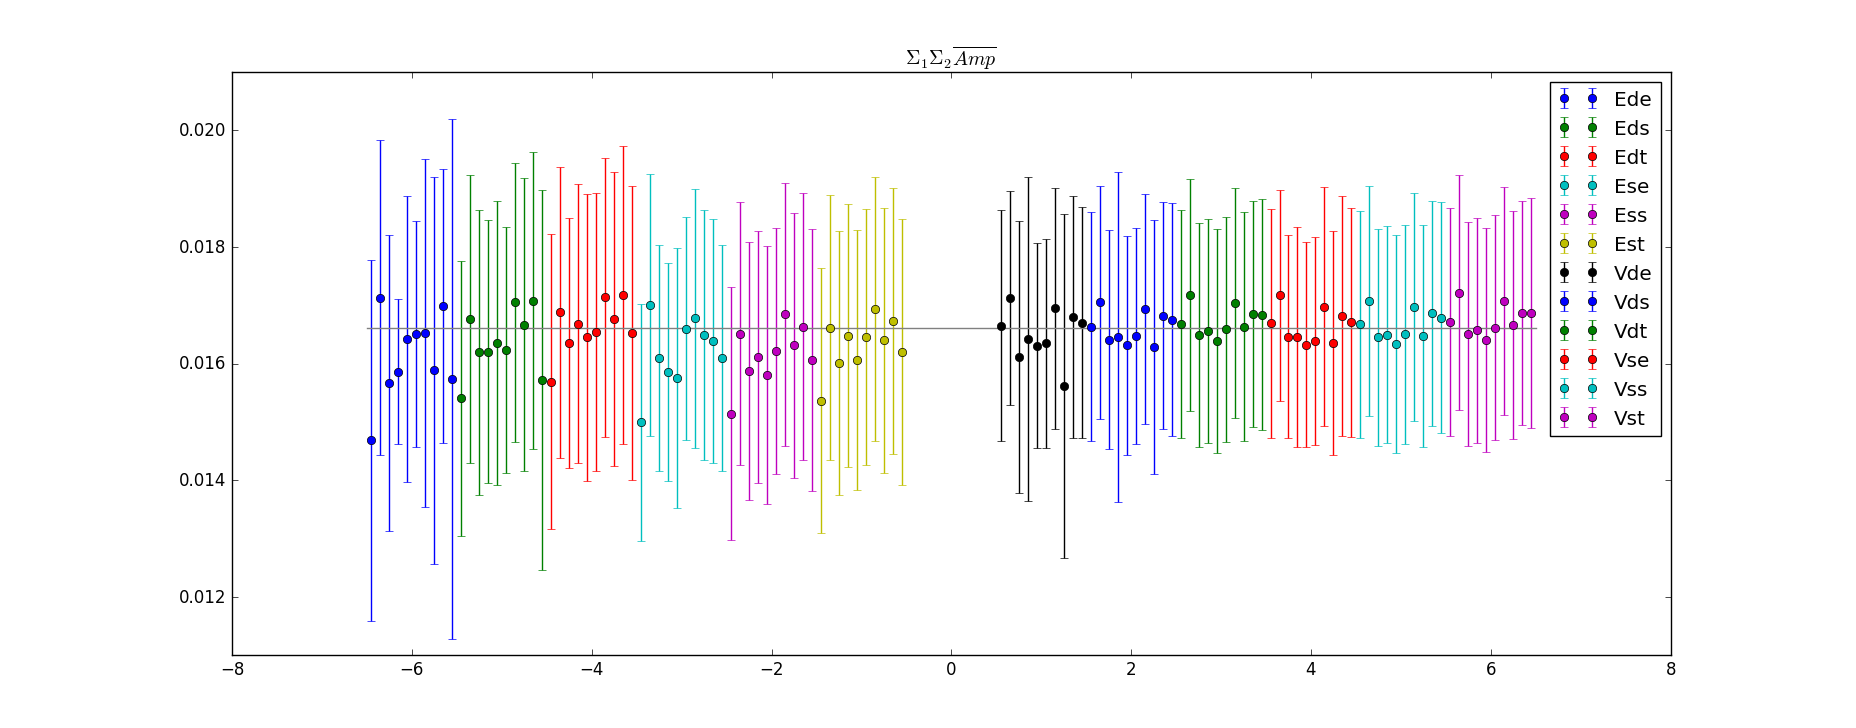 Σ₁Σ₂A̅m̅p̅
0.020
0.018
0.016
0.014
0.012
−8 −6 −4 −2 0 2 4 6 8
Ede
Eds
Edt
Ese
Ess
Est
Vde
Vds
Vdt
Vse
Vss
Vst